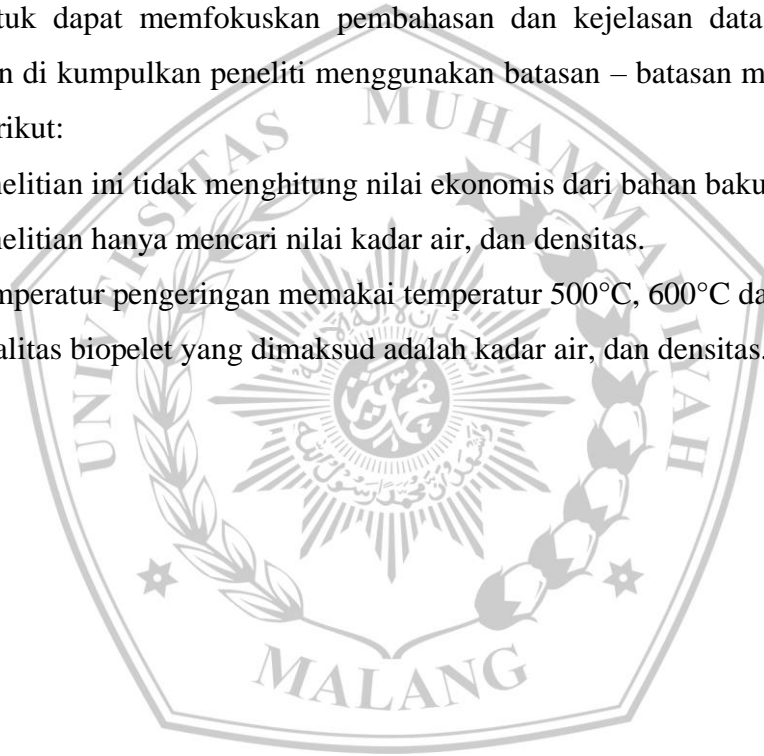 tuk dapat memfokuskan pembahasan dan kejelasan data
n di kumpulkan peneliti menggunakan batasan – batasan m
rikut:
nelitian ini tidak menghitung nilai ekonomis dari bahan baku
nelitian hanya mencari nilai kadar air, dan densitas.
mperatur pengeringan memakai temperatur 500°C, 600°C da
alitas biopelet yang dimaksud adalah kadar air, dan densitas.
UNIVERSITAS MUHAMMADIYAH
MALANG